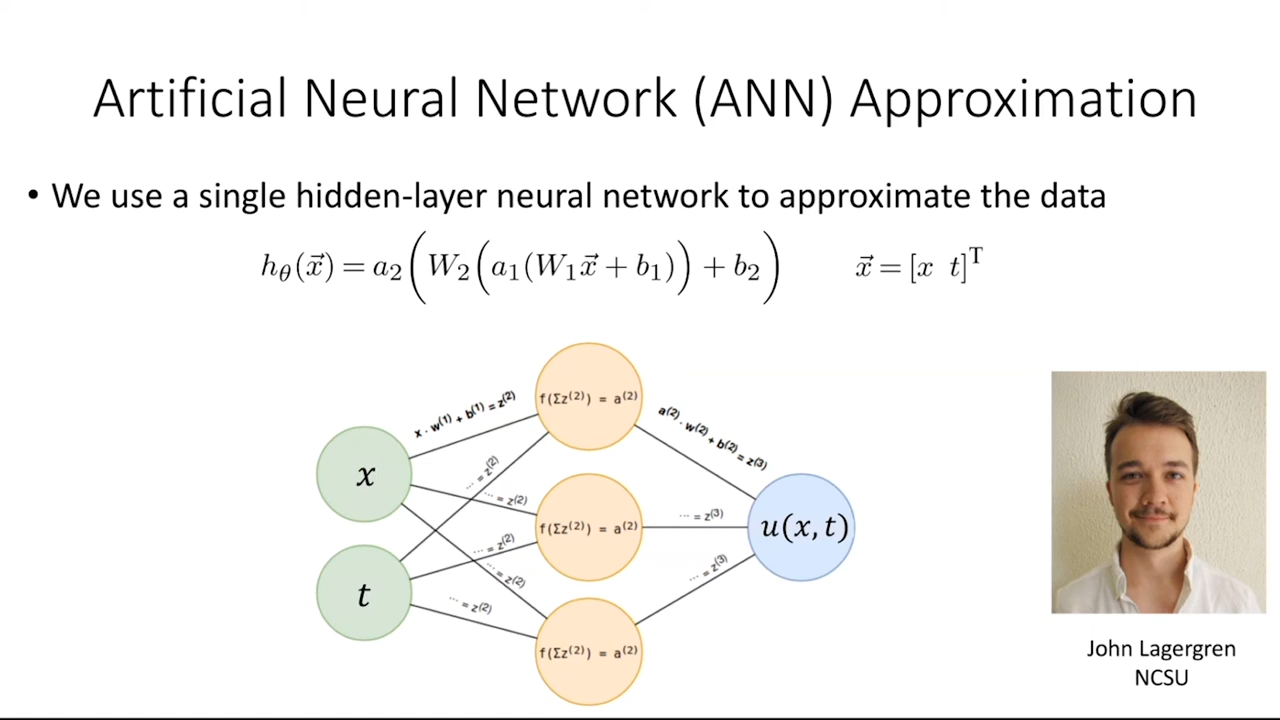 Artificial Neural Network (ANN) Approximation
• We use a single hidden-layer neural network to approximate the data
h_θ(x⃗) = a₂(W₂(a₁(W₁x⃗ + b₁)) + b₂)    x⃗ = [x  t]ᵀ
x · w⁽¹⁾ + b⁽¹⁾ = z⁽²⁾
f(Σz⁽²⁾) = a⁽²⁾
a⁽²⁾ · w⁽²⁾ + b⁽²⁾ = z⁽³⁾
x
... = z⁽²⁾
... = z⁽²⁾
f(Σz⁽²⁾) = a⁽²⁾
... = z⁽³⁾
u(x, t)
... = z⁽²⁾
... = z⁽²⁾
t
... = z⁽²⁾
... = z⁽³⁾
f(Σz⁽²⁾) = a⁽²⁾
John Lagergren
NCSU